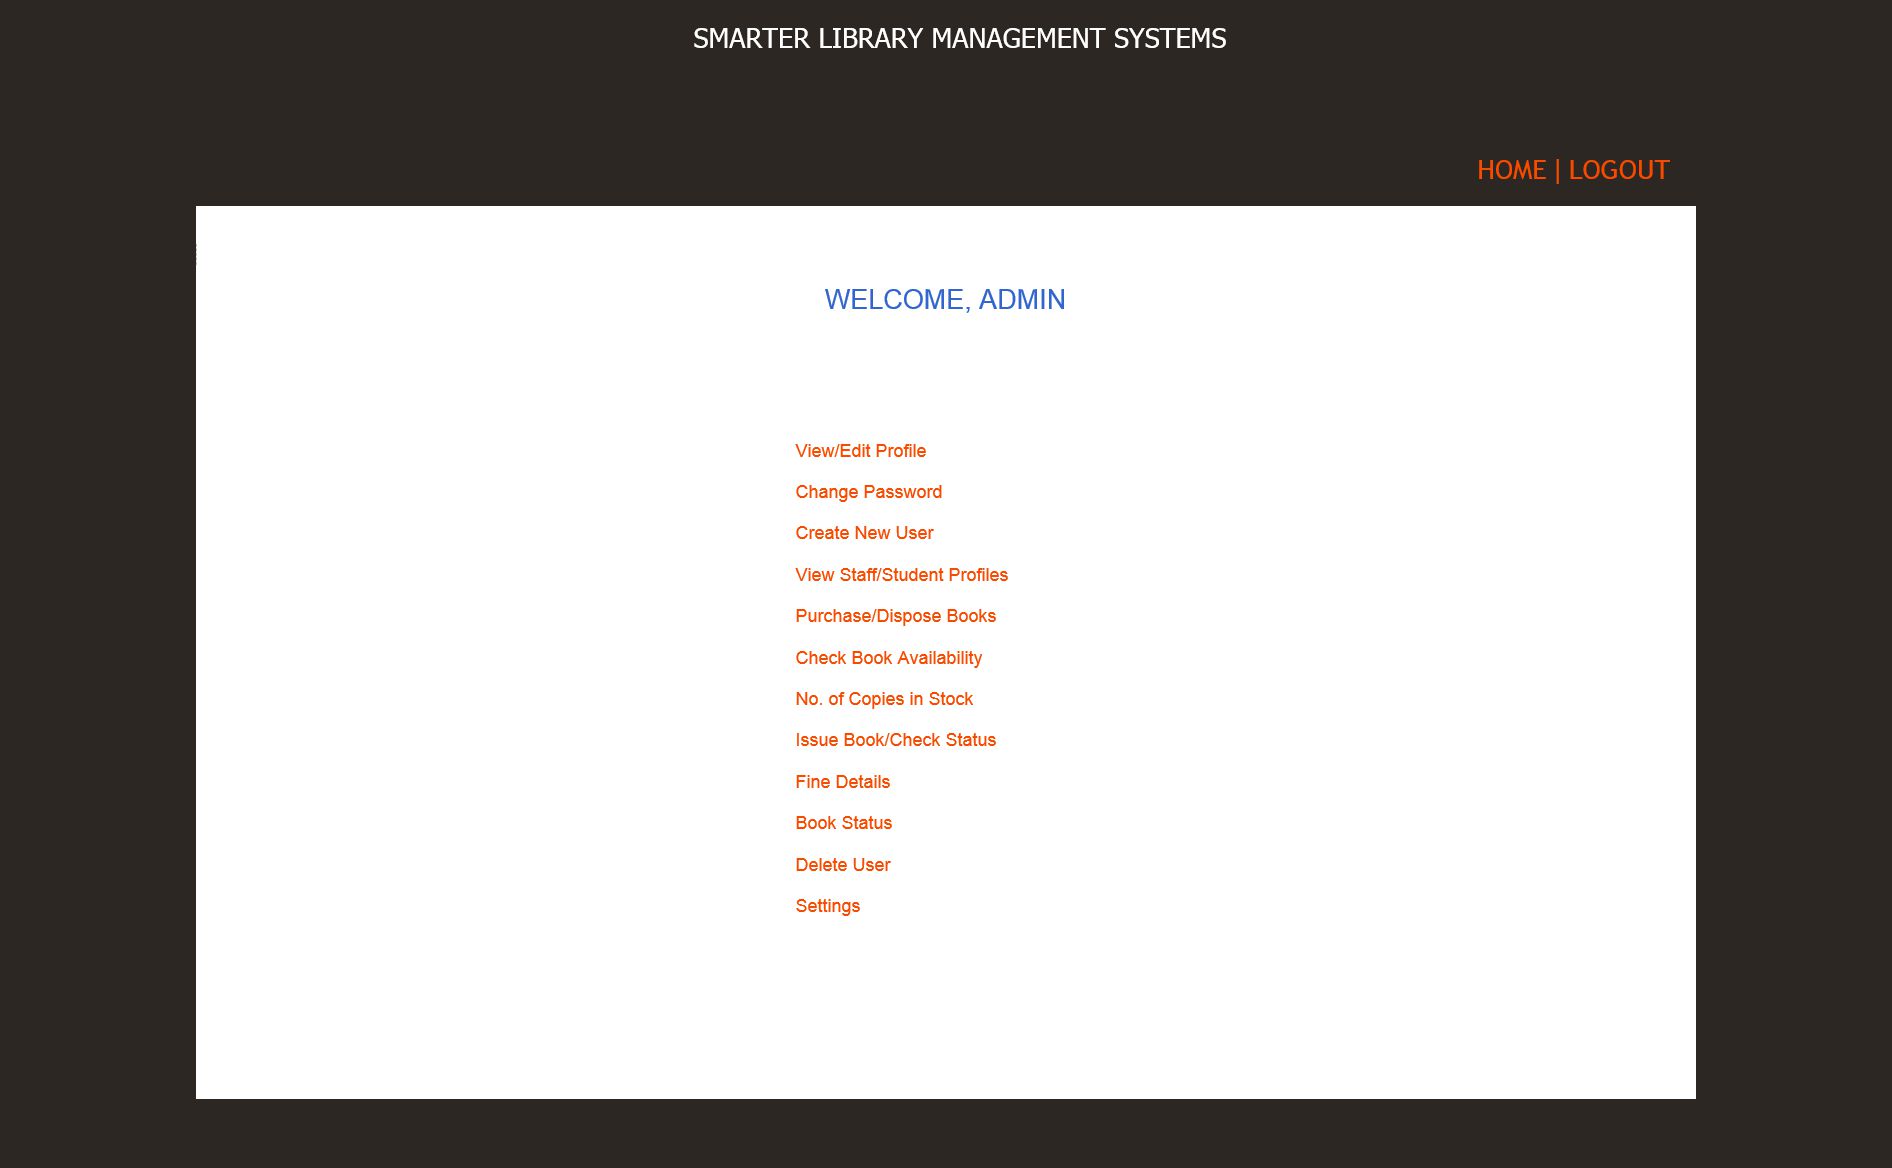 SMARTER LIBRARY MANAGEMENT SYSTEMS
HOME | LOGOUT
WELCOME, ADMIN
View/Edit Profile
Change Password
Create New User
View Staff/Student Profiles
Purchase/Dispose Books
Check Book Availability
No. of Copies in Stock
Issue Book/Check Status
Fine Details
Book Status
Delete User
Settings